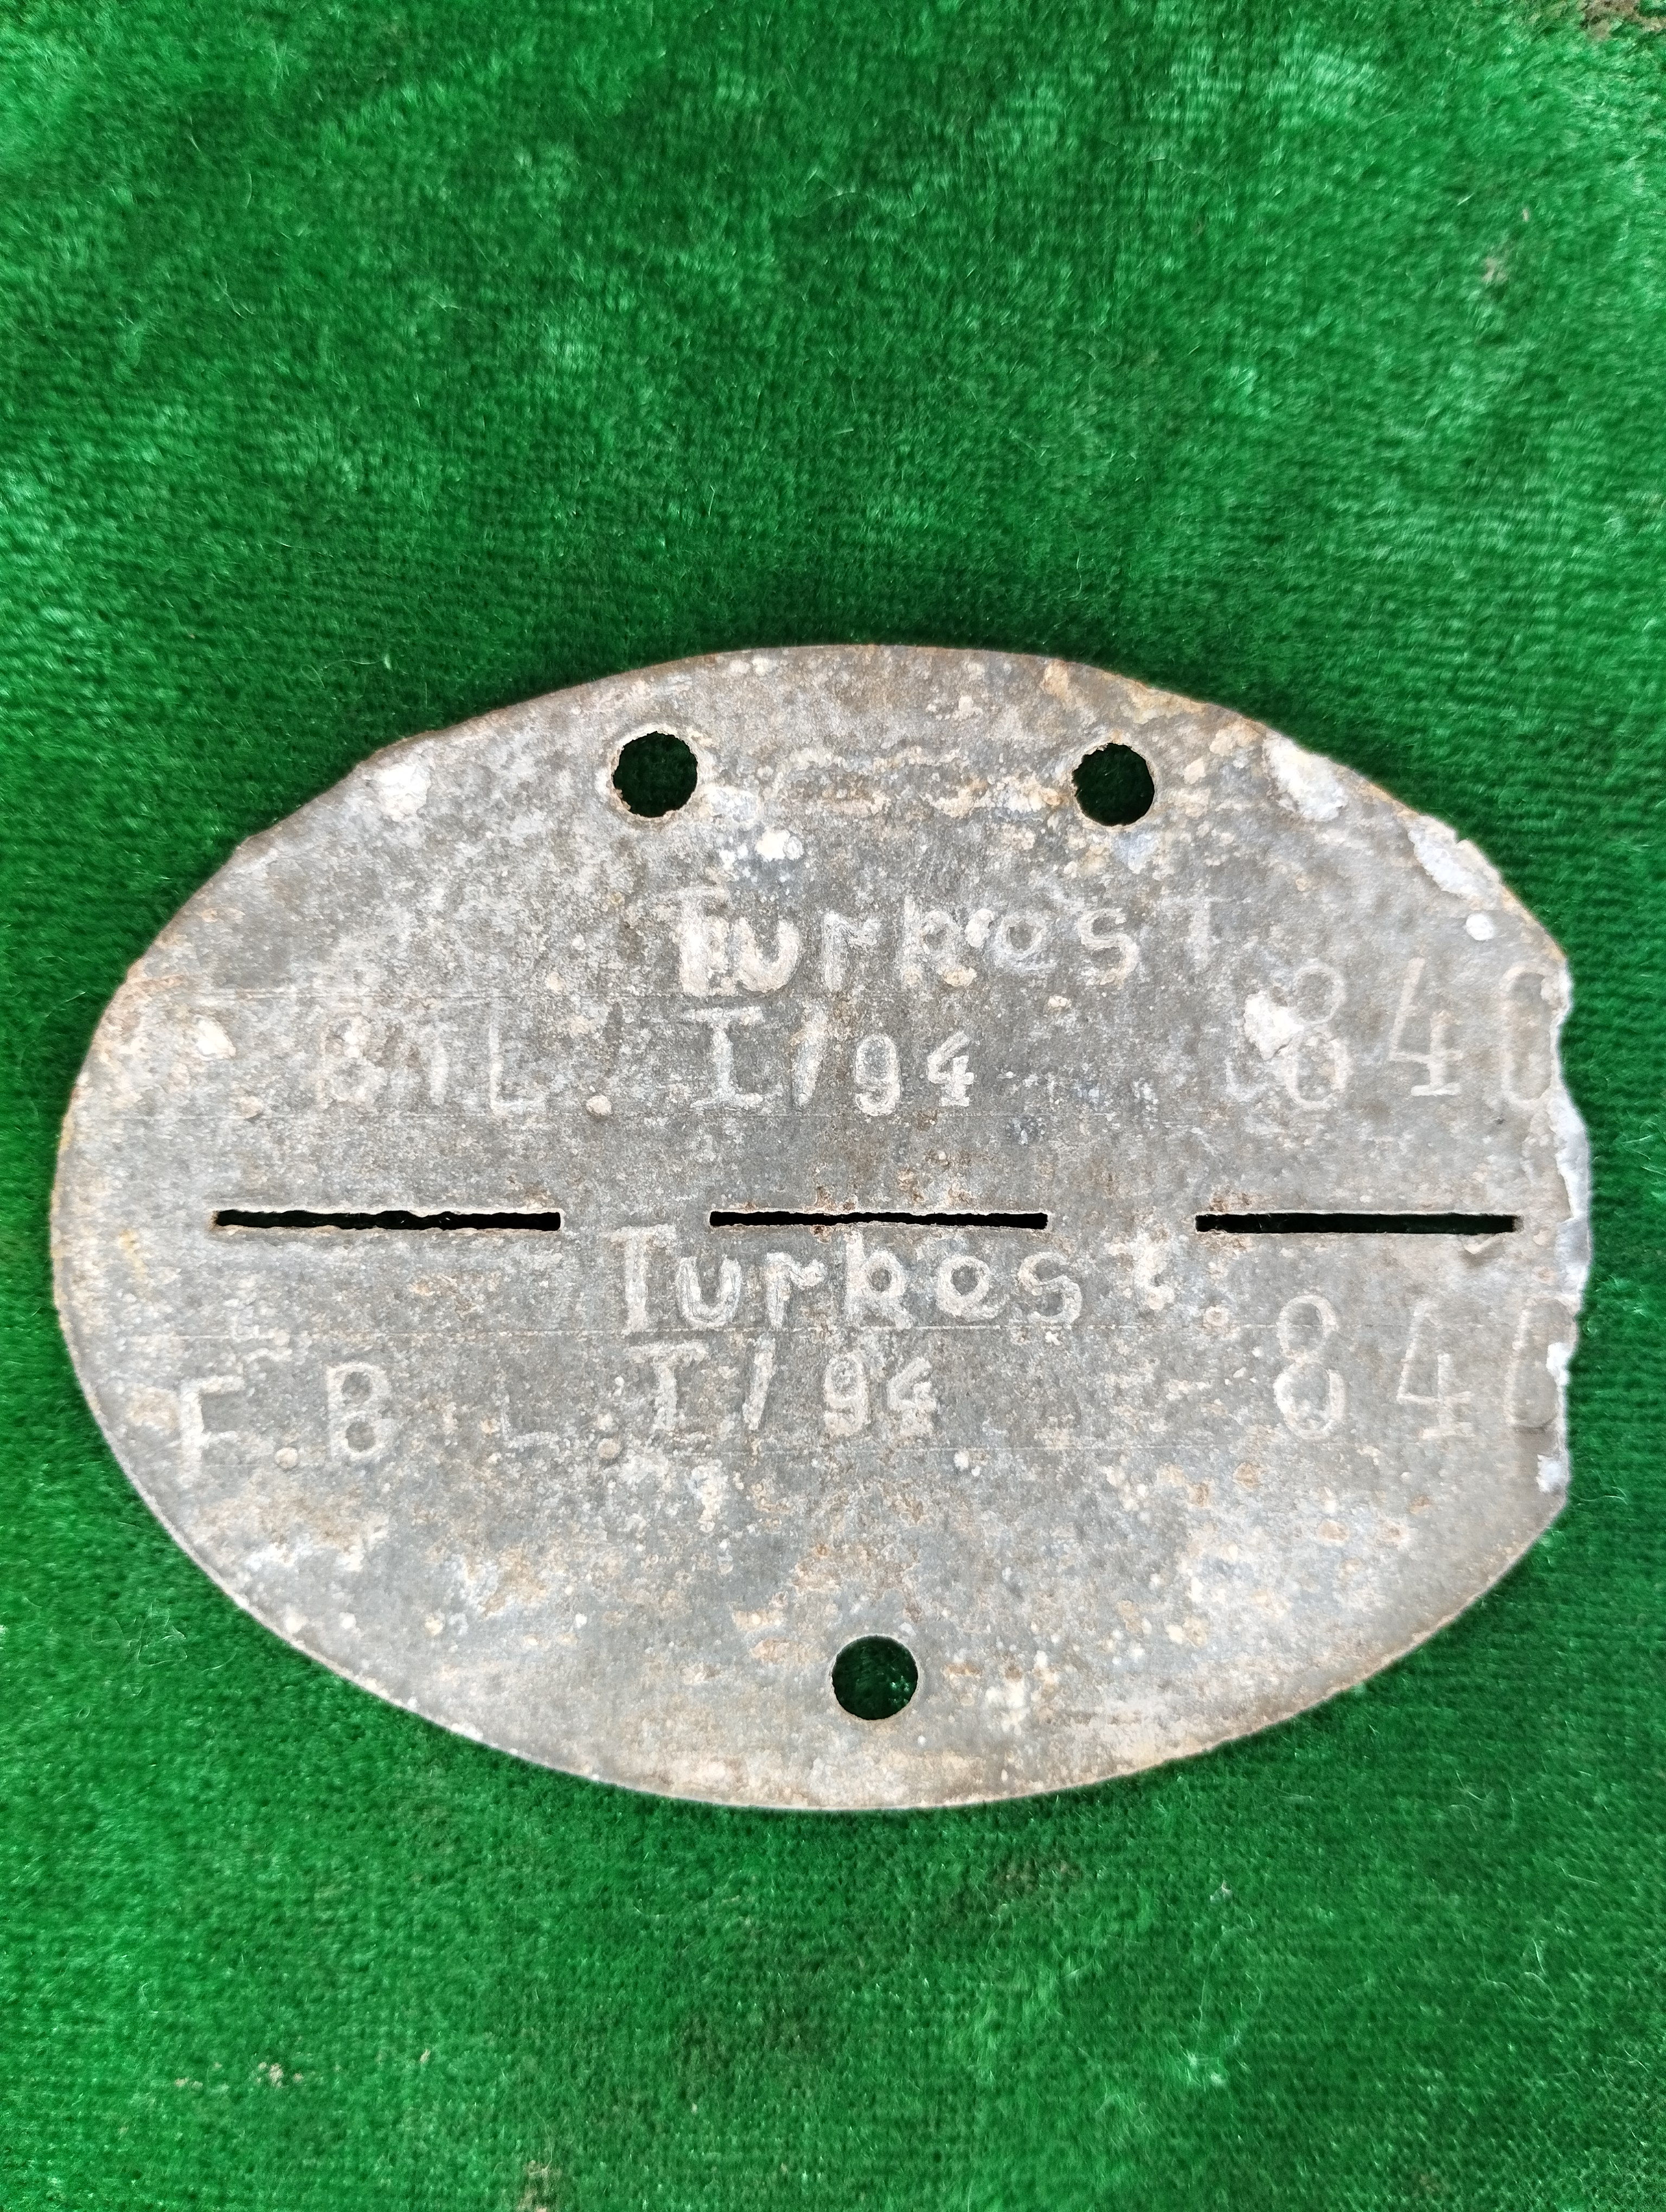 Turkest
Btl. I/94 840
Turkest
F.B L. I/94 840